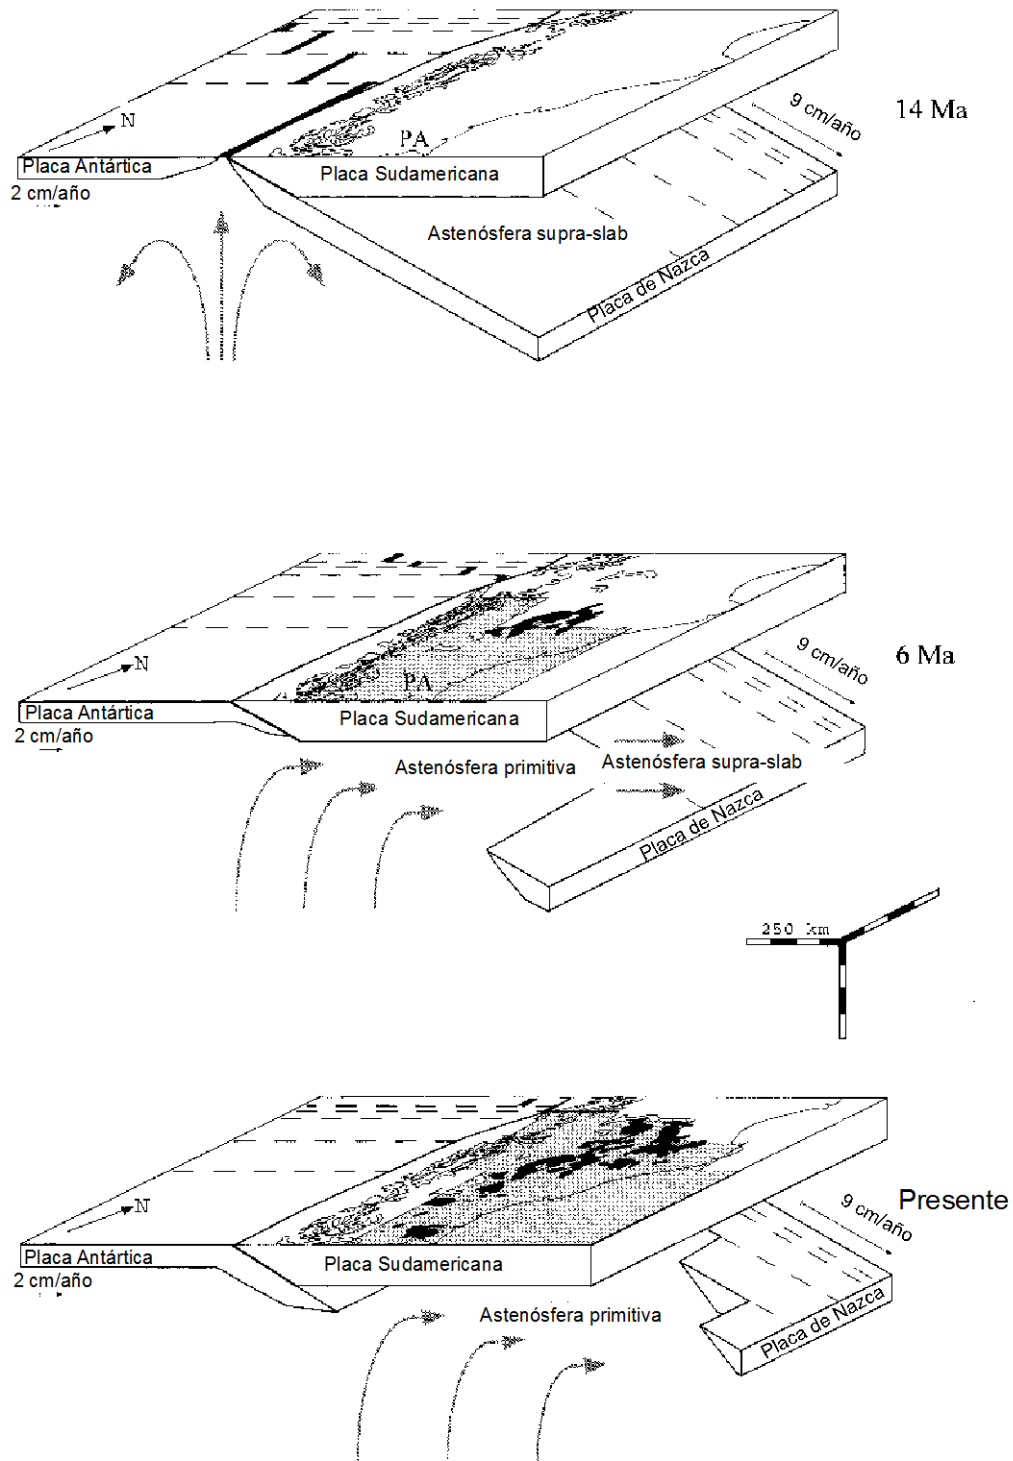 9 cm/año
14 Ma
N
PA
Placa Antártica
Placa Sudamericana
2 cm/año
Astenósfera supra-slab
Placa de Nazca
9 cm/año
6 Ma
N
PA
Placa Antártica
Placa Sudamericana
2 cm/año
Astenósfera primitiva
Astenósfera supra-slab
Placa de Nazca
250 km
Presente
9 cm/año
N
Placa Antártica
Placa Sudamericana
2 cm/año
Astenósfera primitiva
Placa de Nazca